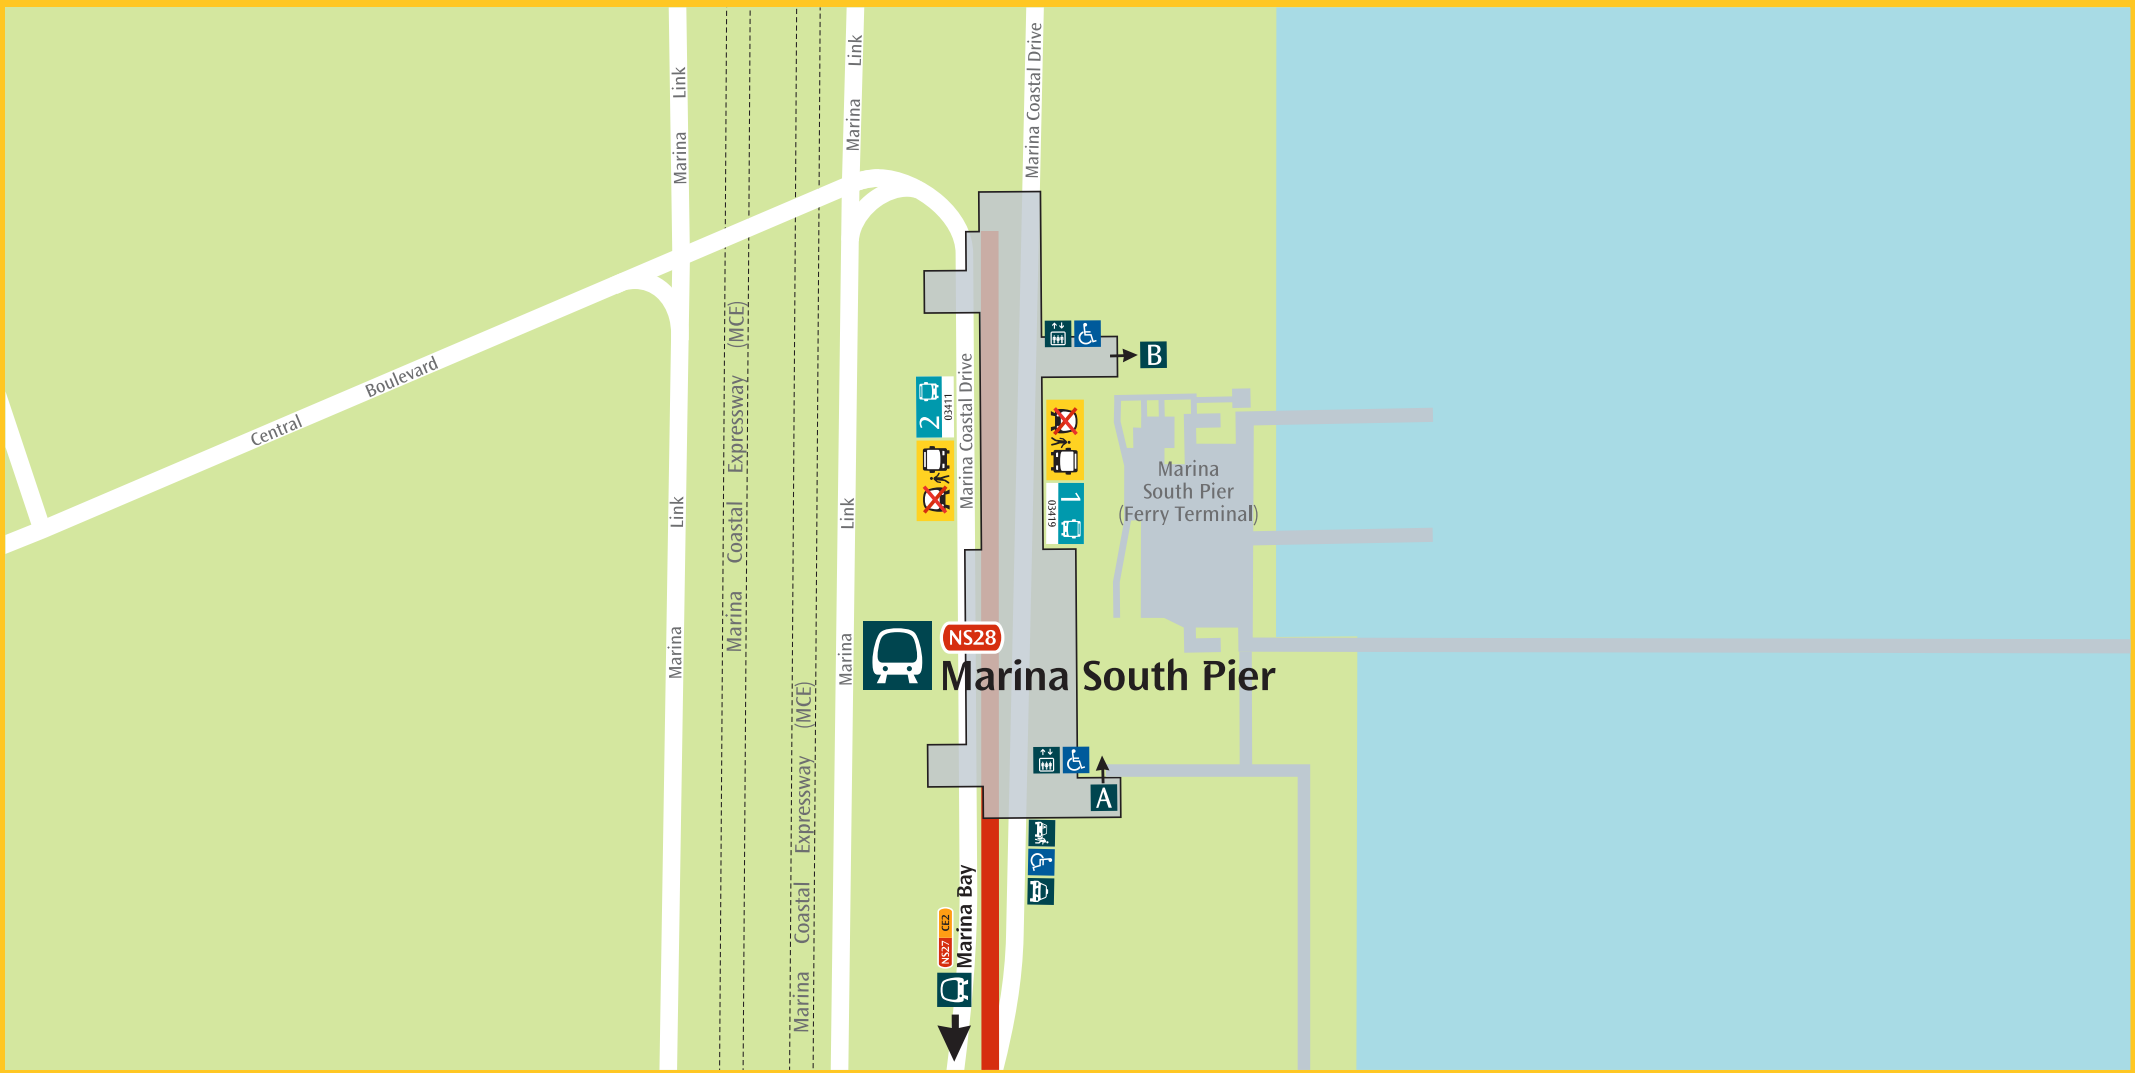 Marina Link
Marina Link
Marina Coastal Drive
Central Boulevard
Marina Coastal Expressway (MCE)
Marina Coastal Drive
B
2
03411
1
03419
Marina
South Pier
(Ferry Terminal)
Marina Link
Marina Link
NS28
Marina South Pier
Marina Coastal Expressway (MCE)
A
NS27 CE2
Marina Bay